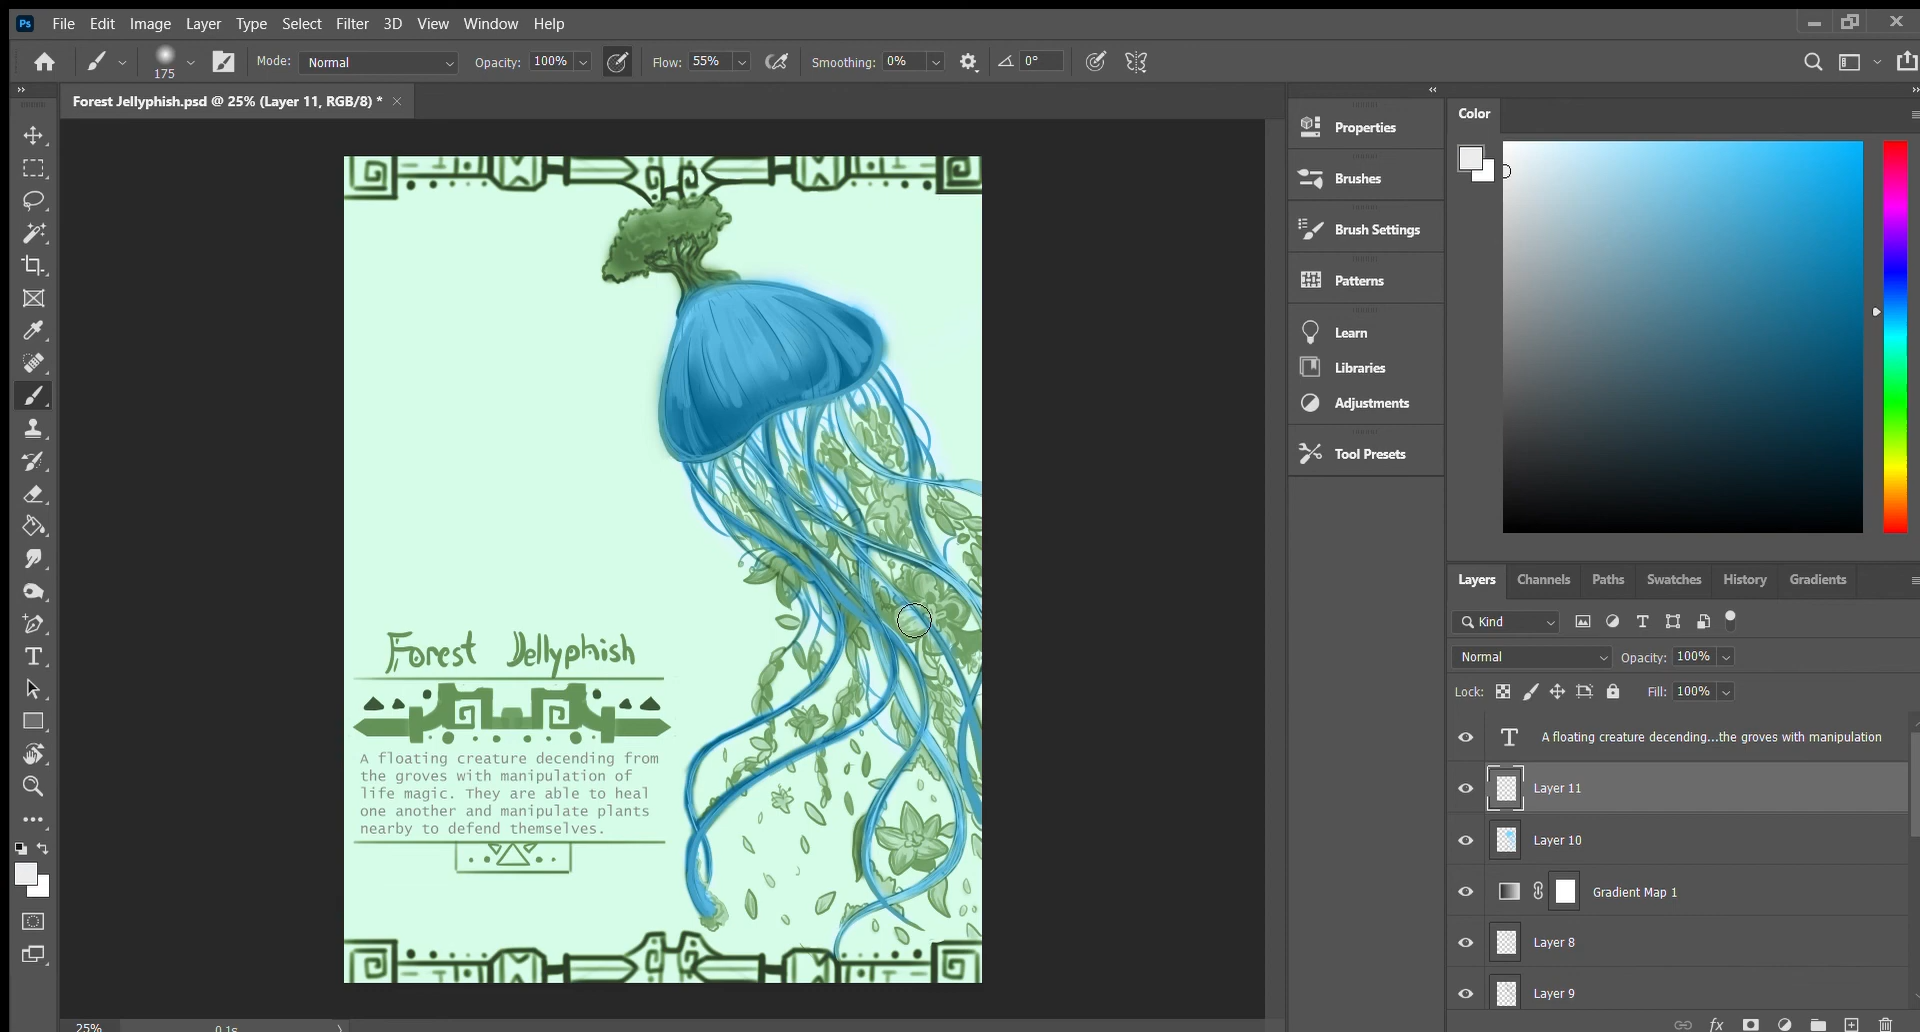 Ps File Edit Image Layer Type Select Filter 3D View Window Help
175 Mode: Normal Opacity: 100% Flow: 55% Smoothing: 0% 0°
Forest Jellyphish.psd @ 25% (Layer 11, RGB/8) *
Forest Jellyphish
A floating creature decending from
the groves with manipulation of
life magic. They are able to heal
one another and manipulate plants
nearby to defend themselves.
25% 0.1s
Properties
Brushes
Brush Settings
Patterns
Learn
Libraries
Adjustments
Tool Presets
Color
Layers Channels Paths Swatches History Gradients
Kind
Normal Opacity: 100%
Lock: Fill: 100%
A floating creature decending...the groves with manipulation
Layer 11
Layer 10
Gradient Map 1
Layer 8
Layer 9
fx